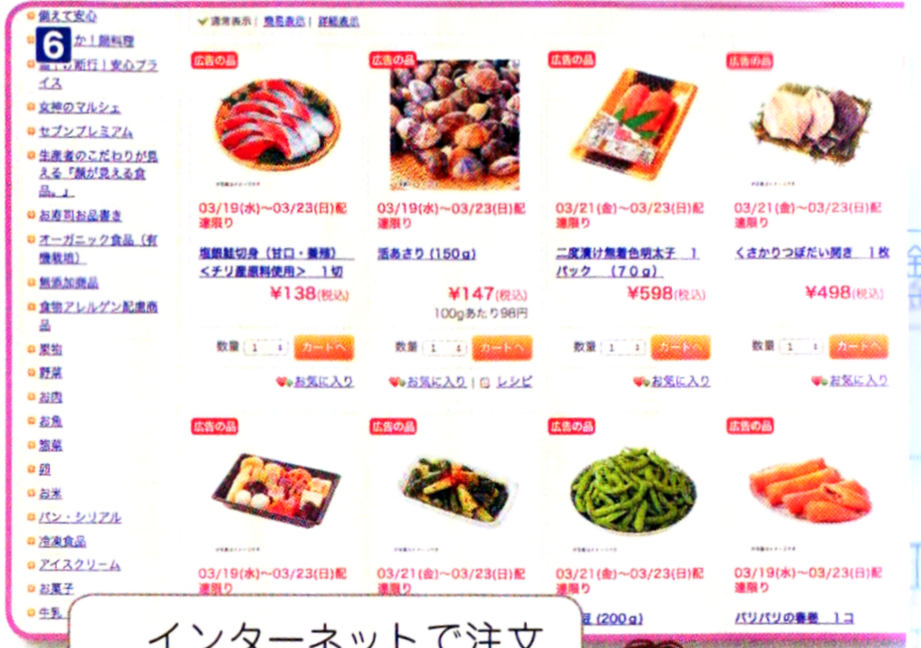 備えて安心
6
か！鍋料理
断行！安心プラ
イス
女神のマルシェ
セブンプレミアム
生産者のこだわりが見
える「顔が見える食
品。」
お寿司お品書き
オーガニック食品（有
機栽培）
無添加商品
食物アレルゲン配慮商
品
果物
野菜
お肉
お魚
惣菜
卵
お米
パン・シリアル
冷凍食品
アイスクリーム
お菓子
牛乳
通常表示 | 簡易表示 | 詳細表示
広告の品 広告の品 広告の品 広告の品
03/19(水)～03/23(日)配
達限り
塩銀鮭切身（甘口・養殖）
＜チリ産原料使用＞ 1切
¥138(税込)
数量 1 カートへ
お気に入り
03/19(水)～03/23(日)配
達限り
活あさり(150g)
¥147(税込)
100gあたり98円
数量 1 カートへ
お気に入り | レシピ
03/21(金)～03/23(日)配
達限り
二度漬け無着色明太子 1
パック （70g）
¥598(税込)
数量 1 カートへ
お気に入り
03/21(金)～03/23(日)配
達限り
くさかりつぼだい開き 1枚
¥498(税込)
数量 1 カートへ
お気に入り
広告の品 広告の品 広告の品 広告の品
03/19(水)～03/23(日)配
達限り
03/21(金)～03/23(日)配
達限り
03/21(金)～03/23(日)配
達限り
豆 (200g)
03/19(水)～03/23(日)配
達限り
パリパリの春巻 1コ
インターネットで注文